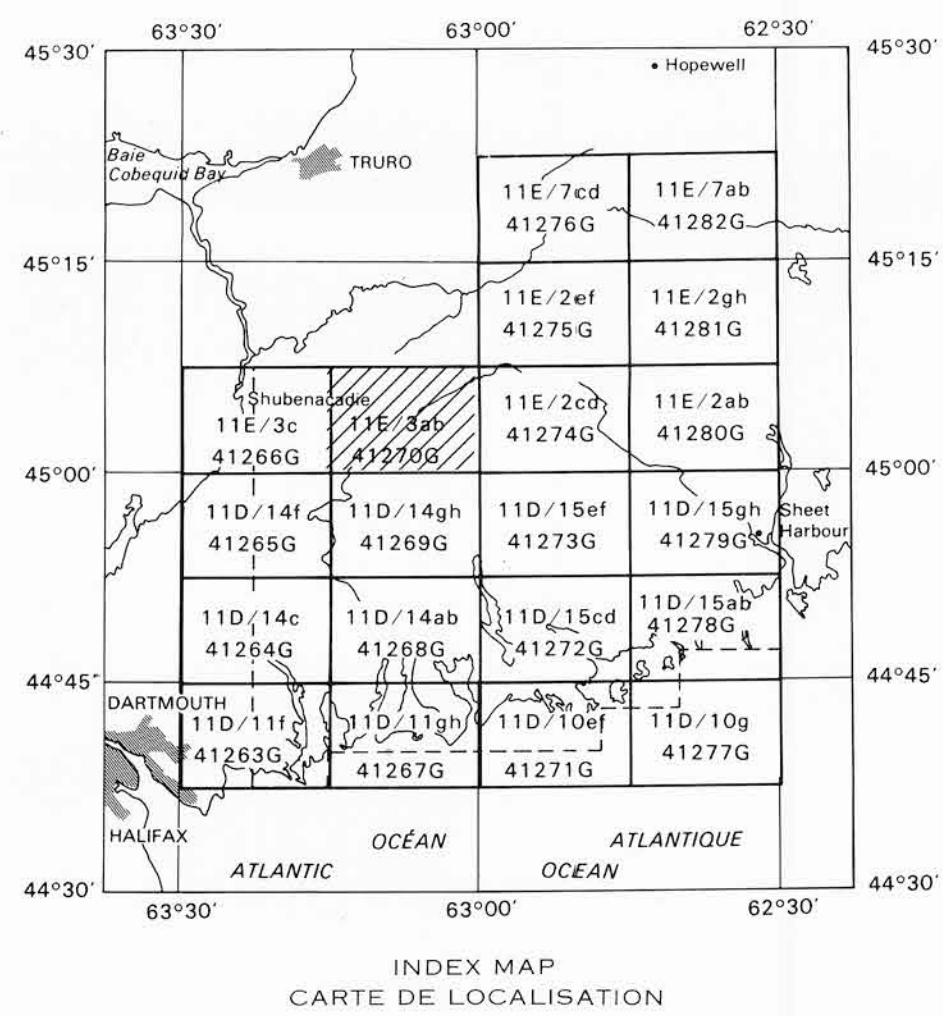 63°30' 63°00' 62°30'
45°30' 45°30'
• Hopewell
Baie
Cobequid Bay
TRURO
11E/7cd 11E/7ab
41276G 41282G
45°15' 45°15'
11E/2ef 11E/2gh
41275G 41281G
Shubenacadie
11E/3c 11E/3ab 11E/2cd 11E/2ab
41266G 41270G 41274G 41280G
45°00' 45°00'
11D/14f 11D/14gh 11D/15ef 11D/15gh
41265G 41269G 41273G 41279G
Sheet
Harbour
11D/14c 11D/14ab 11D/15cd 11D/15ab
41264G 41268G 41272G 41278G
44°45' 44°45'
DARTMOUTH
11D/11f 11D/11gh 11D/10ef 11D/10g
41263G 41267G 41271G 41277G
HALIFAX
OCÉAN ATLANTIQUE
ATLANTIC OCEAN
44°30' 44°30'
63°30' 63°00' 62°30'
INDEX MAP
CARTE DE LOCALISATION